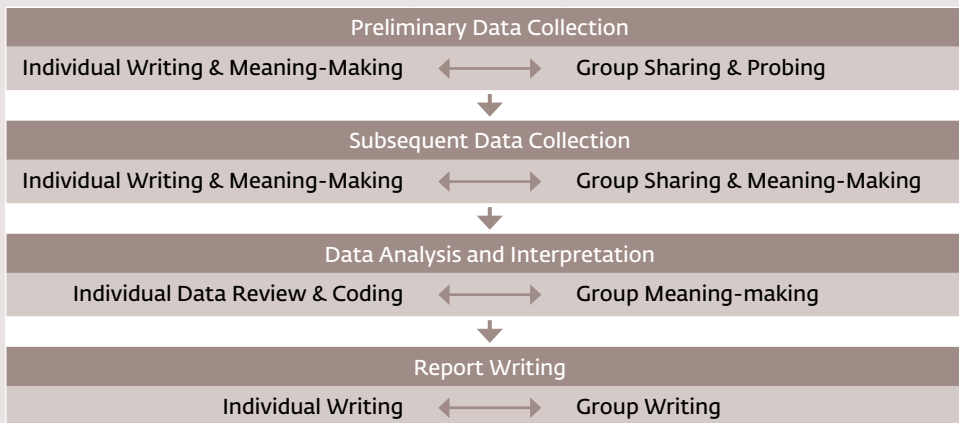 Preliminary Data Collection
Individual Writing & Meaning-Making Group Sharing & Probing
Subsequent Data Collection
Individual Writing & Meaning-Making Group Sharing & Meaning-Making
Data Analysis and Interpretation
Individual Data Review & Coding Group Meaning-making
Report Writing
Individual Writing Group Writing